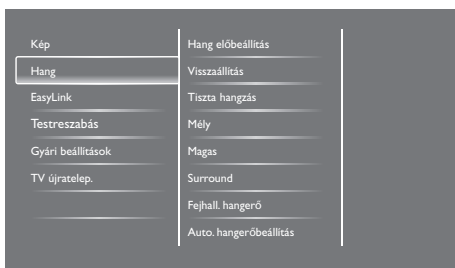 Kép
Hang
EasyLink
Testreszabás
Gyári beállítások
TV újratelep.
Hang előbeállítás
Visszaállítás
Tiszta hangzás
Mély
Magas
Surround
Fejhall. hangerő
Auto. hangerőbeállítás